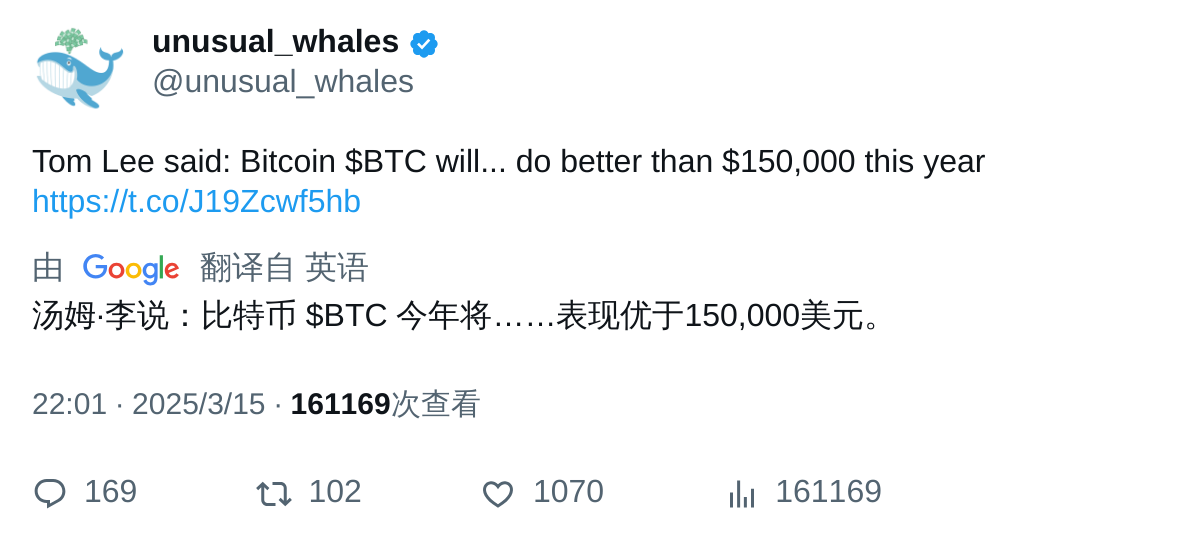 unusual_whales
@unusual_whales
Tom Lee said: Bitcoin $BTC will... do better than $150,000 this year
https://t.co/J19Zcwf5hb
由 Google 翻译自 英语
汤姆·李说：比特币 $BTC 今年将……表现优于150,000美元。
22:01 · 2025/3/15 · 161169次查看
169 102 1070 161169